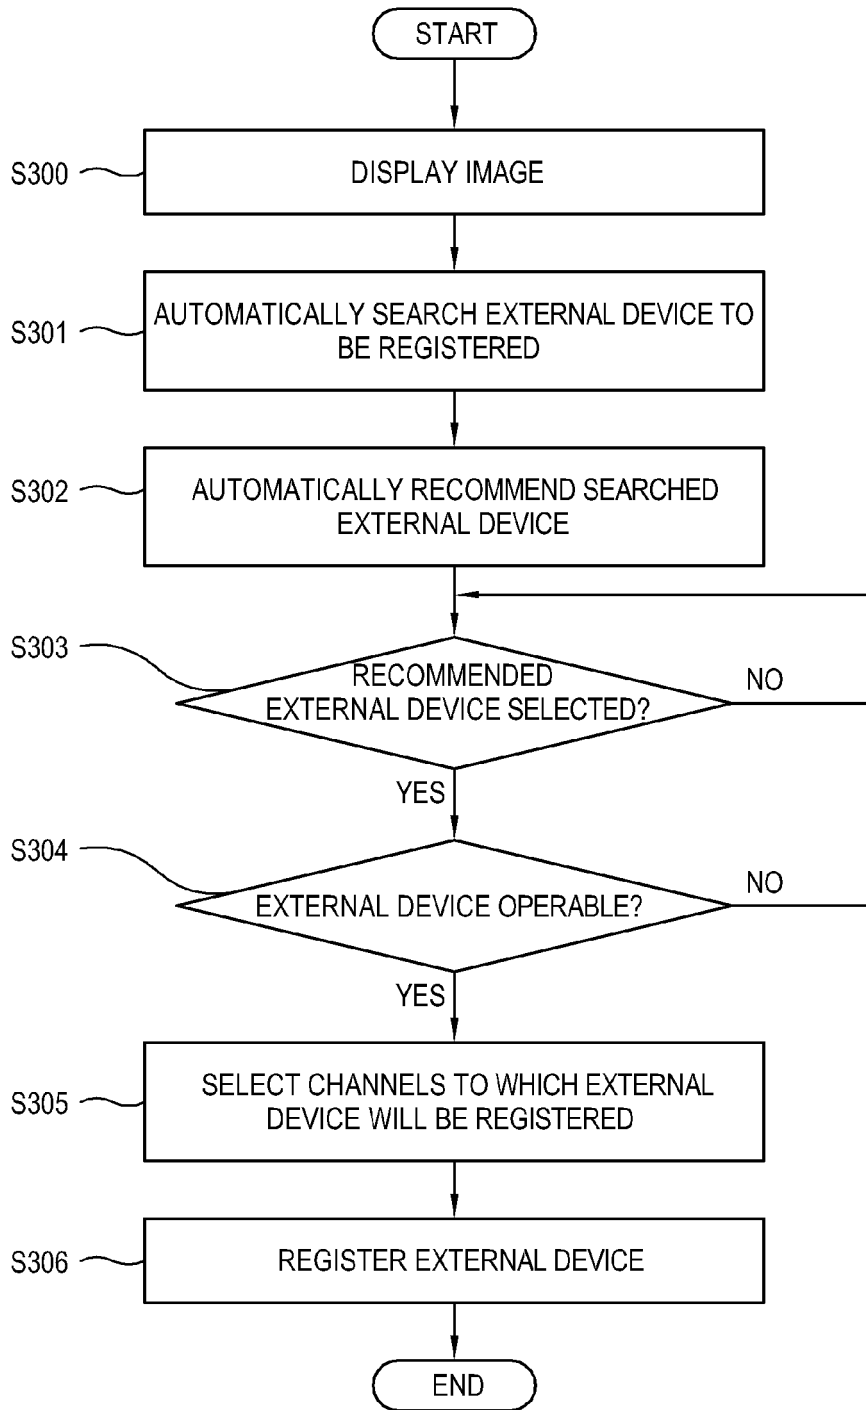 START
S300
DISPLAY IMAGE
S301
AUTOMATICALLY SEARCH EXTERNAL DEVICE TO
BE REGISTERED
S302
AUTOMATICALLY RECOMMEND SEARCHED
EXTERNAL DEVICE
S303
RECOMMENDED
EXTERNAL DEVICE SELECTED?
NO
YES
S304
EXTERNAL DEVICE OPERABLE?
NO
YES
S305
SELECT CHANNELS TO WHICH EXTERNAL
DEVICE WILL BE REGISTERED
S306
REGISTER EXTERNAL DEVICE
END